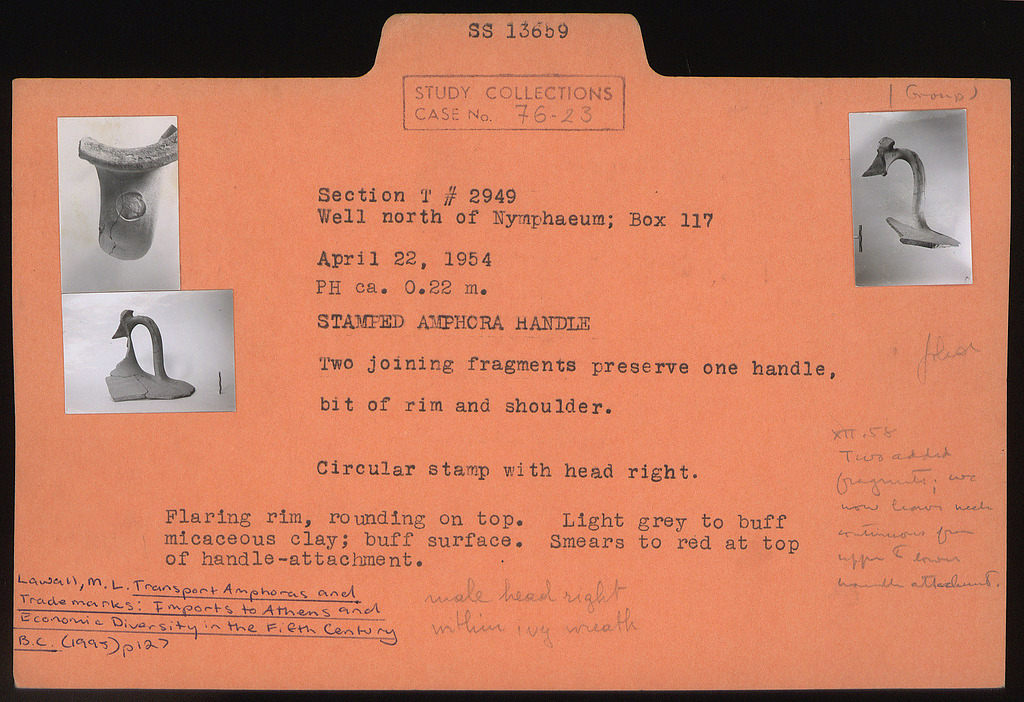 SS 13659
STUDY COLLECTIONS
CASE No. 76-23
(Group)
Section T # 2949
Well north of Nymphaeum; Box 117
April 22, 1954
PH ca. 0.22 m.
STAMPED AMPHORA HANDLE
Two joining fragments preserve one handle,
bit of rim and shoulder.
Circular stamp with head right.
Flaring rim, rounding on top. Light grey to buff
micaceous clay; buff surface. Smears to red at top
of handle-attachment.
XII.58
Two added
fragments; we
now have neck
continuous from
upper to lower
handle attachment.
Lawall, M.L. Transport Amphoras and
Trademarks: Imports to Athens and
Economic Diversity in the Fifth Century
B.C. (1995) p127
male head right
within ivy wreath